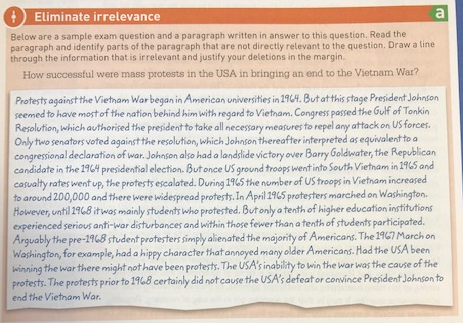 Eliminate irrelevance
a
Below are a sample exam question and a paragraph written in answer to this question. Read the
paragraph and identify parts of the paragraph that are not directly relevant to the question. Draw a line
through the information that is irrelevant and justify your deletions in the margin.
How successful were mass protests in the USA in bringing an end to the Vietnam War?
Protests against the Vietnam War began in American universities in 1964. But at this stage President Johnson
seemed to have most of the nation behind him with regard to Vietnam. Congress passed the Gulf of Tonkin
Resolution, which authorised the president to take all necessary measures to repel any attack on US forces.
Only two senators voted against the resolution, which Johnson thereafter interpreted as equivalent to a
congressional declaration of war. Johnson also had a landslide victory over Barry Goldwater, the Republican
candidate in the 1964 presidential election. But once US ground troops went into South Vietnam in 1965 and
casualty rates went up, the protests escalated. During 1965 the number of US troops in Vietnam increased
to around 200,000 and there were widespread protests. In April 1965 protesters marched on Washington.
However, until 1968 it was mainly students who protested. But only a tenth of higher education institutions
experienced serious anti-war disturbances and within those fewer than a tenth of students participated.
Arguably the pre-1968 student protesters simply alienated the majority of Americans. The 1967 March on
Washington, for example, had a hippy character that annoyed many older Americans. Had the USA been
winning the war there might not have been protests. The USA's inability to win the war was the cause of the
protests. The protests prior to 1968 certainly did not cause the USA's defeat or convince President Johnson to
end the Vietnam War.